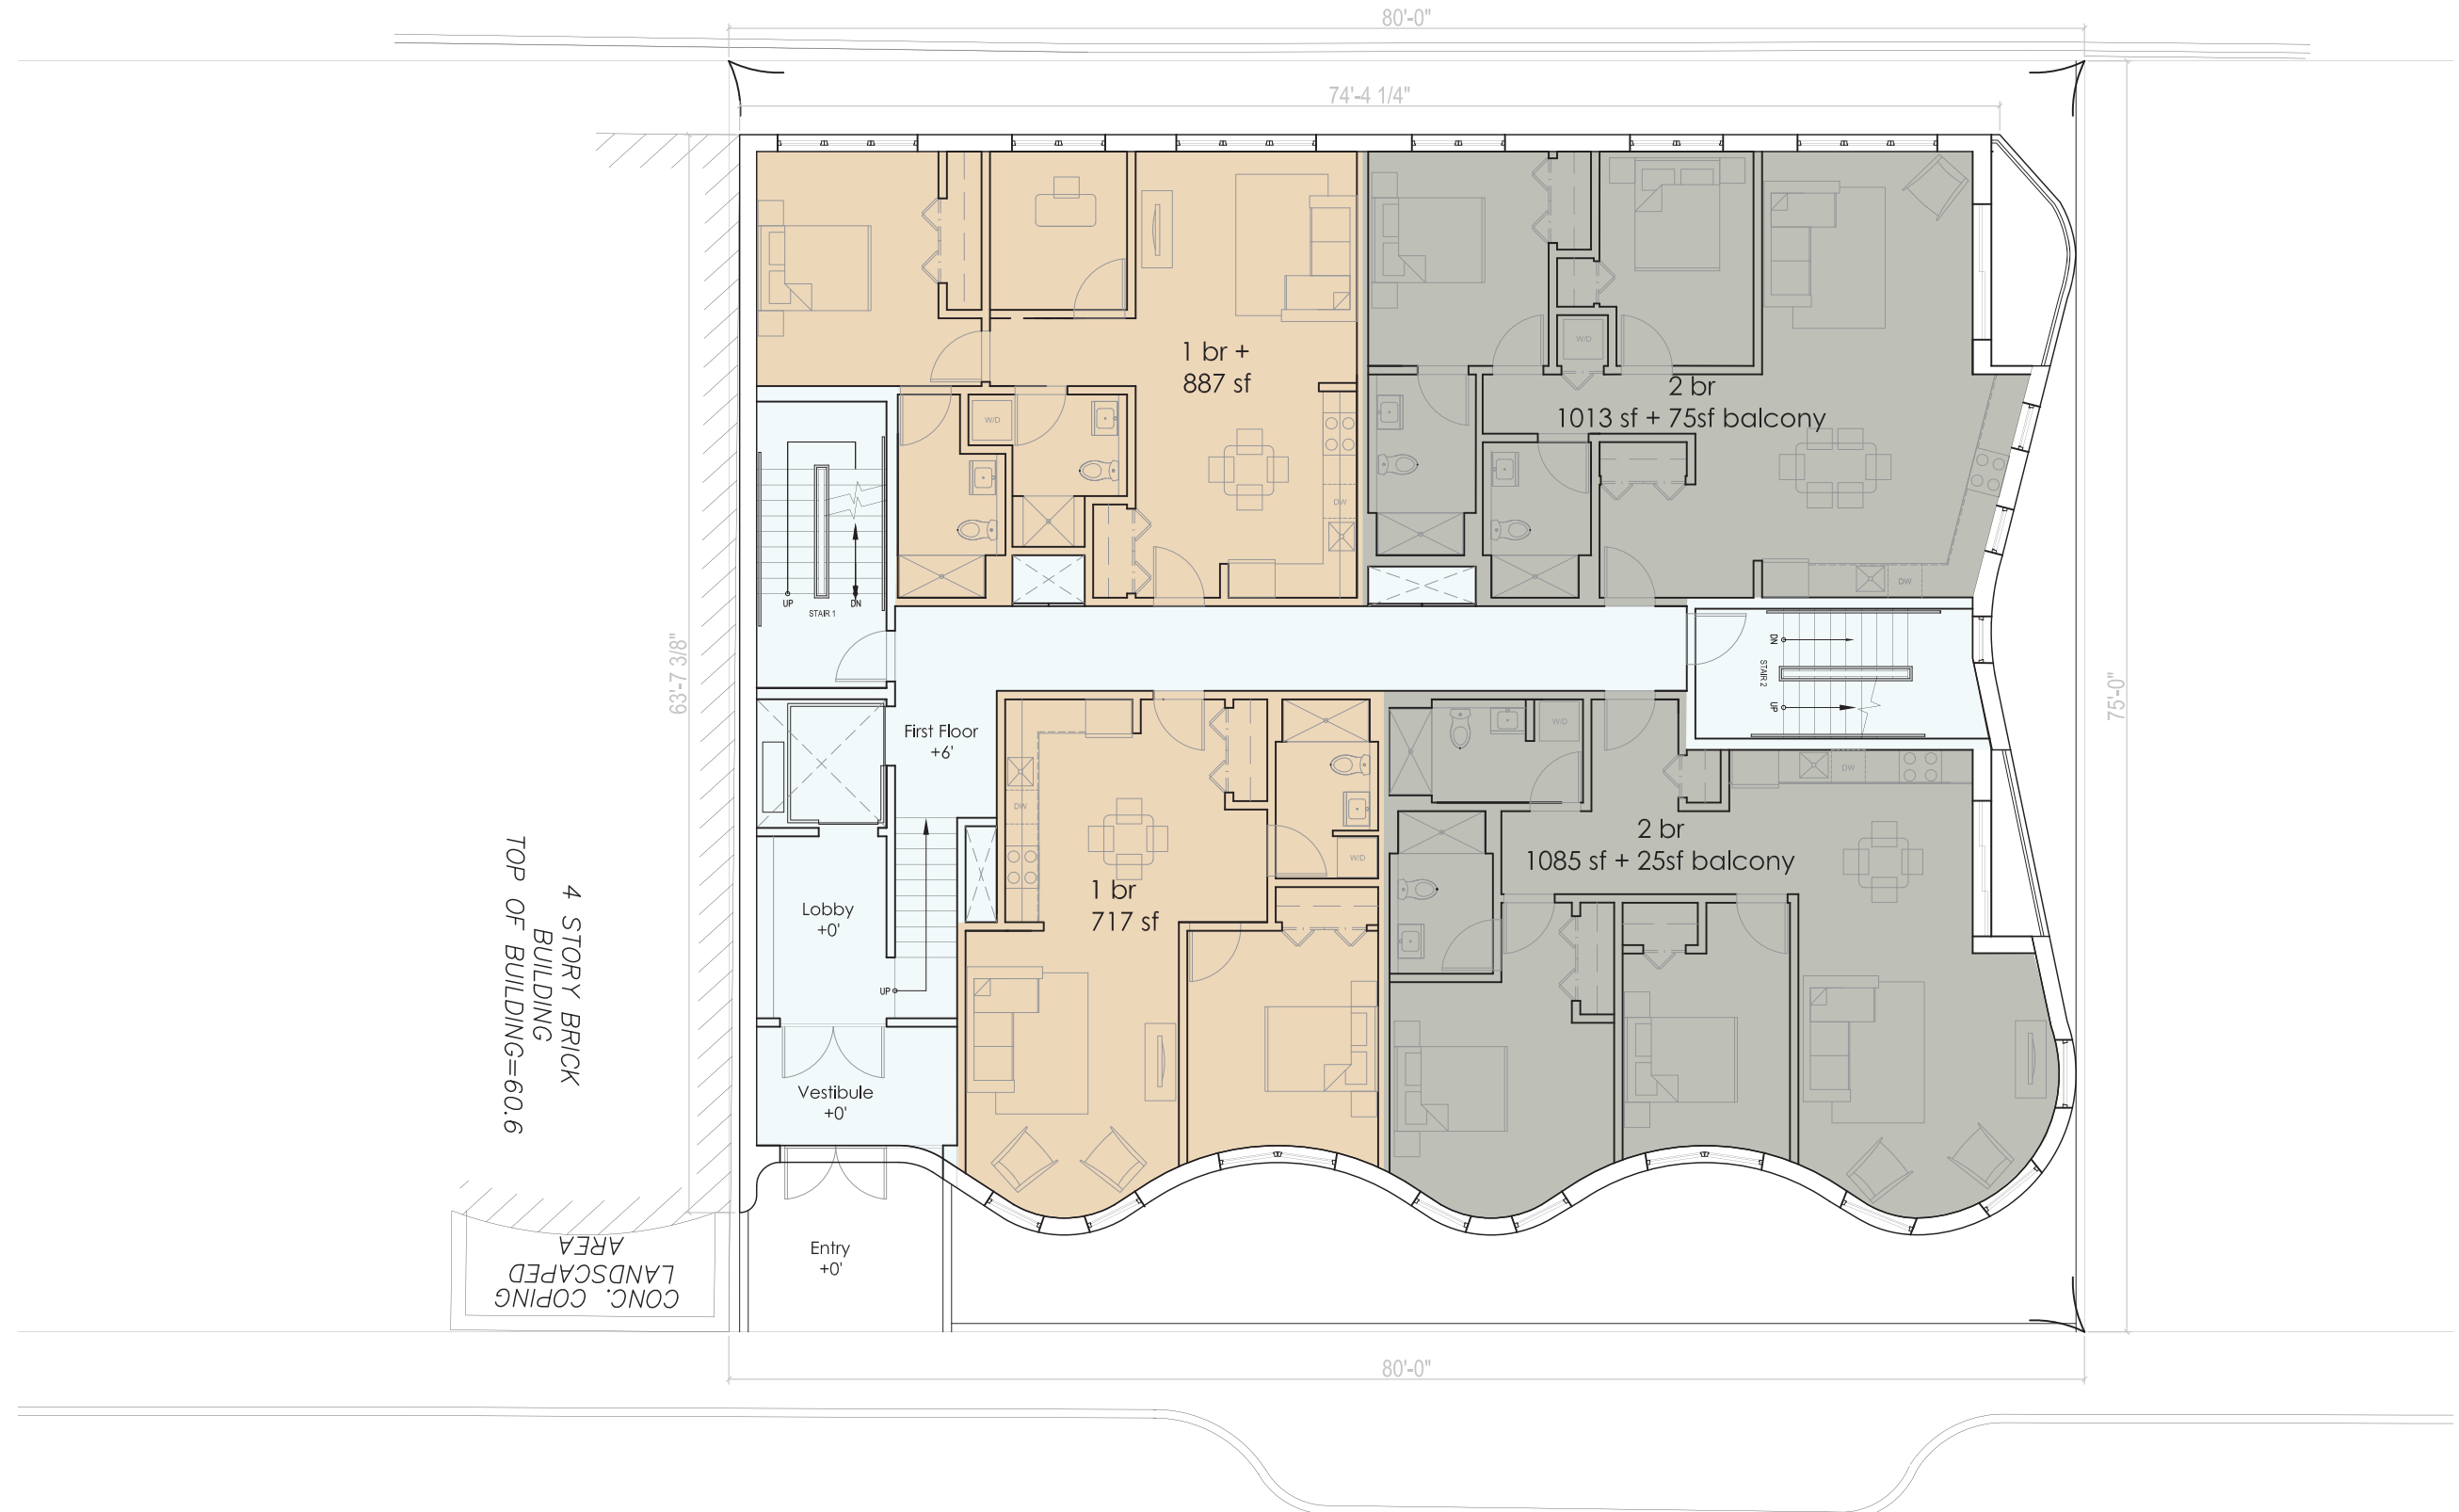 80'-0"
74'-4 1/4"
1 br +
887 sf
W/D
2 br
1013 sf + 75sf balcony
W/D
DW
DW
UP
DN
STAIR 1
63'-7 3/8"
DN
STAIR 2
UP
75'-0"
First Floor
+6'
W/D
DW
DW
2 br
1085 sf + 25sf balcony
W/D
1 br
717 sf
Lobby
+0'
UP
4 STORY BRICK
BUILDING
TOP OF BUILDING=60.6
Vestibule
+0'
Entry
+0'
CONC. COPING
LANDSCAPED
AREA
80'-0"